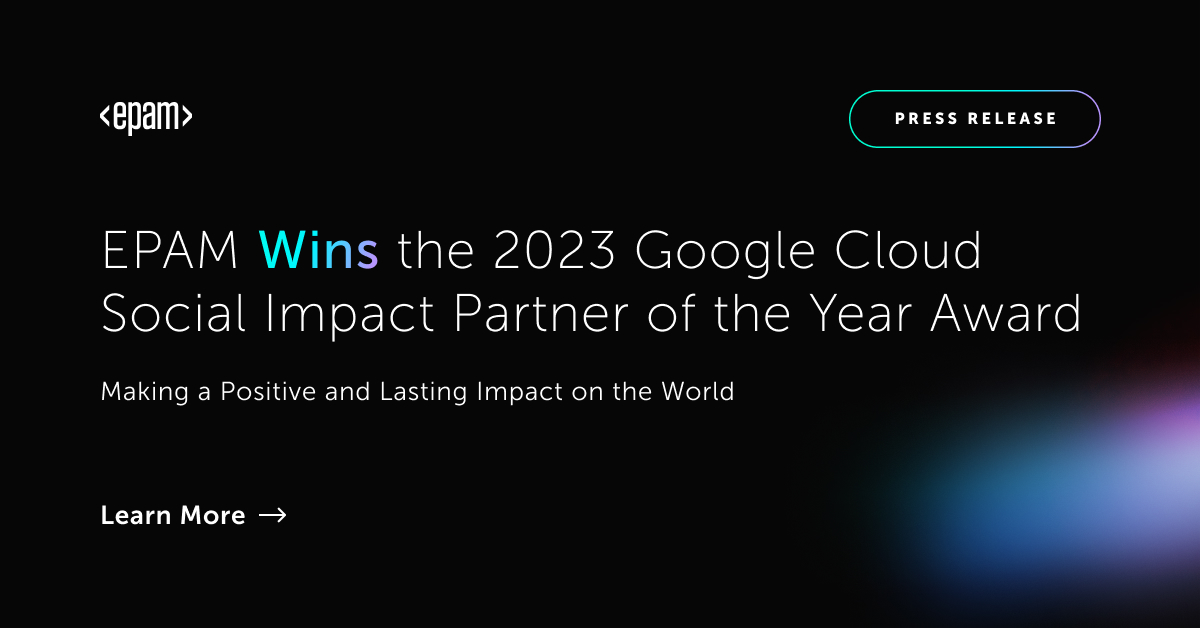 <epam>
PRESS RELEASE
EPAM Wins the 2023 Google Cloud
Social Impact Partner of the Year Award
Making a Positive and Lasting Impact on the World
Learn More →